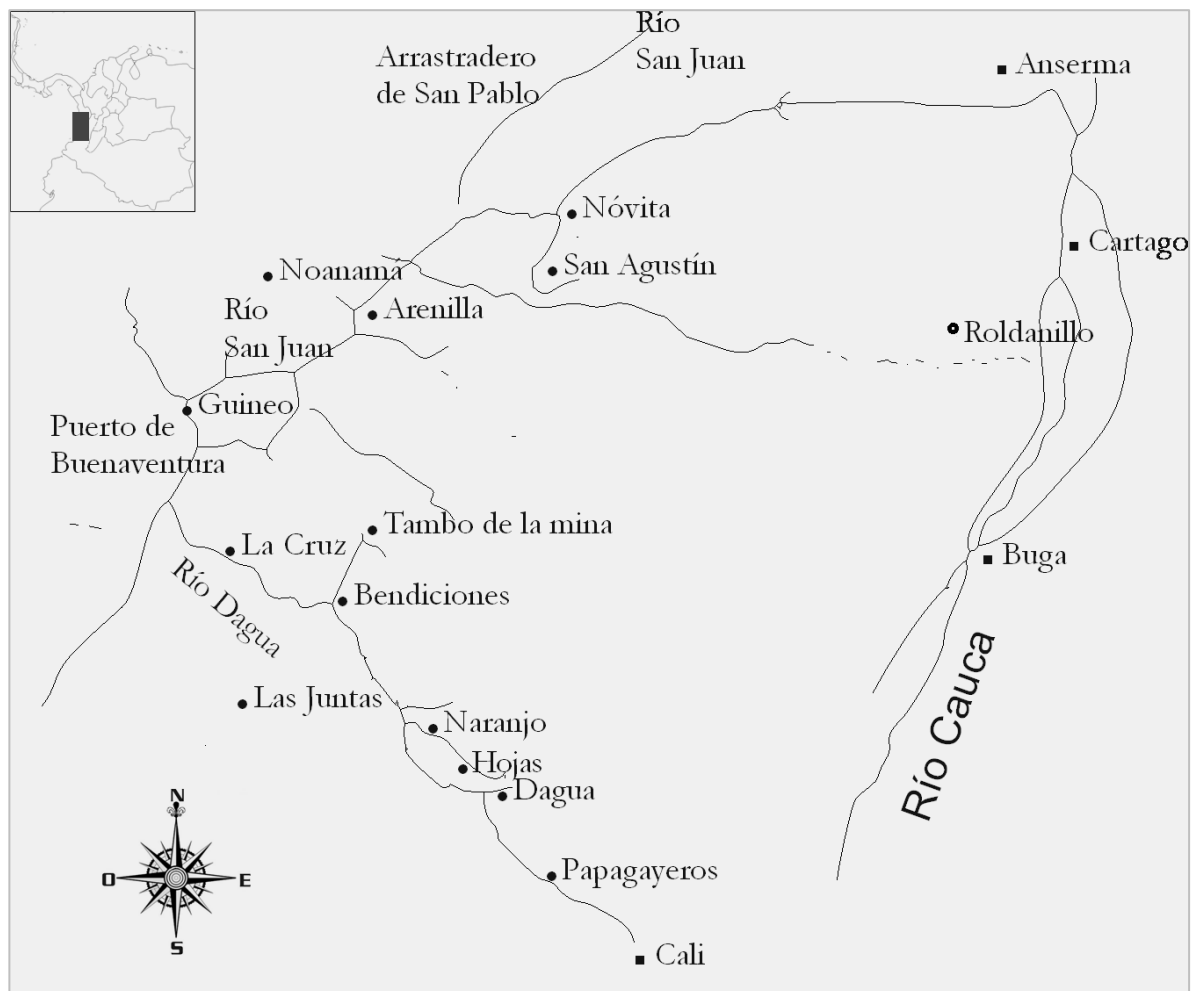 Río
San Juan
Arrastradero
de San Pablo
Anserma
Nóvita
Cartago
San Agustín
Noanama
Río
San Juan
Arenilla
Roldanillo
Guineo
Puerto de
Buenaventura
Tambo de la mina
La Cruz
Buga
Bendiciones
Río Dagua
Río Cauca
Las Juntas
Naranjo
Hojas
Dagua
N
O
E
S
Papagayeros
Cali